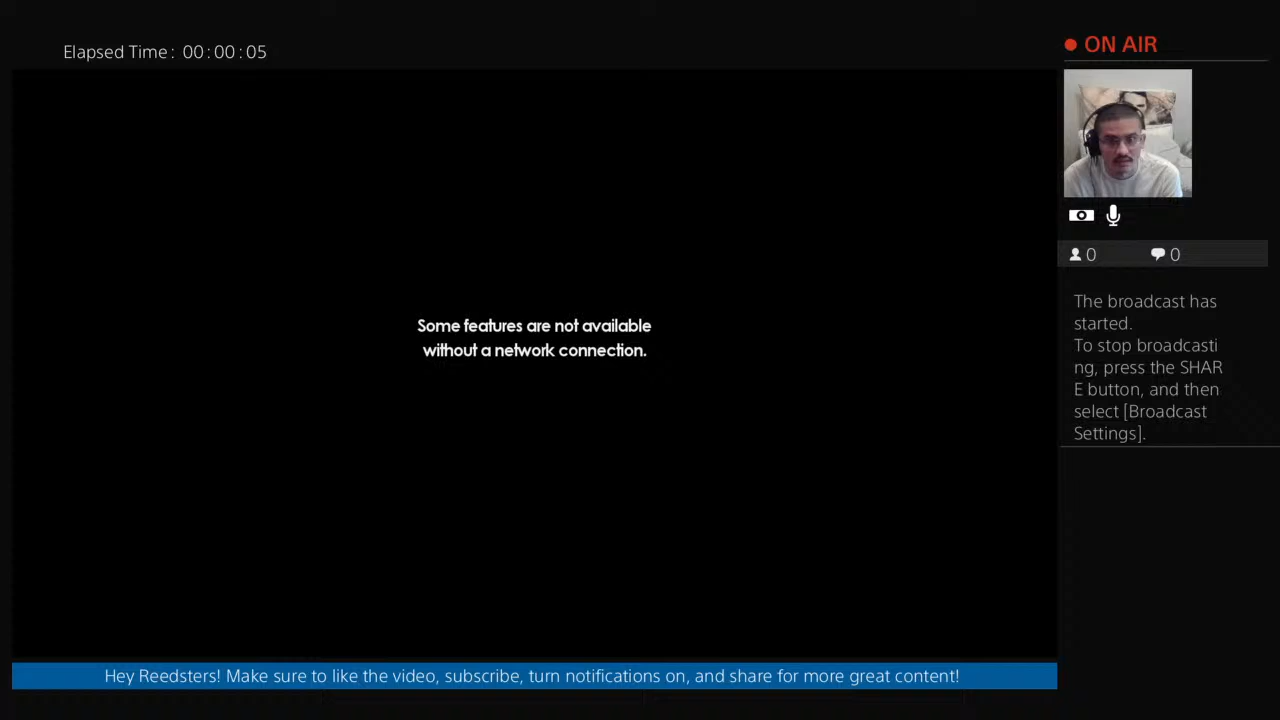 Elapsed Time: 00:00:05
ON AIR
0 0
Some features are not available
without a network connection.
The broadcast has
started.
To stop broadcasti
ng, press the SHAR
E button, and then
select [Broadcast
Settings].
Hey Reedsters! Make sure to like the video, subscribe, turn notifications on, and share for more great content!